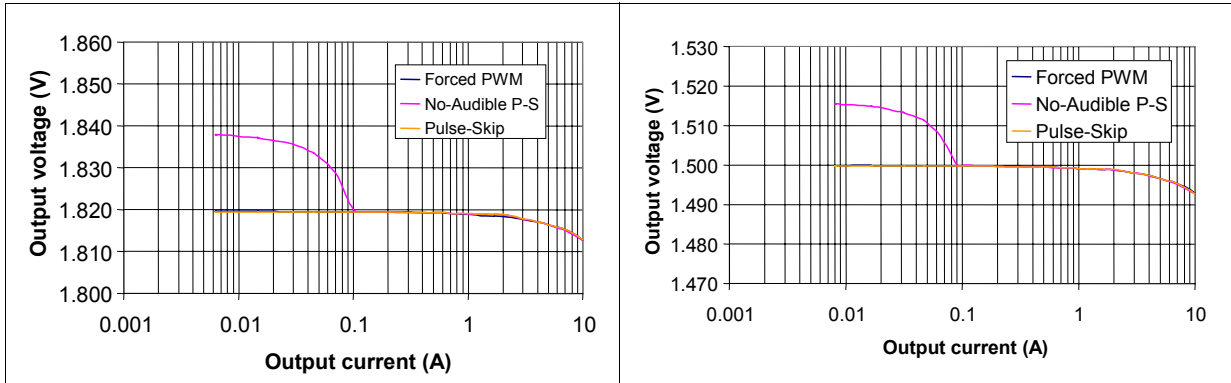 Output voltage (V)
1.860
1.850
1.840
1.830
1.820
1.810
1.800
0.001
0.01
0.1
1
10
Output current (A)
Forced PWM
No-Audible P-S
Pulse-Skip
Output voltage (V)
1.530
1.520
1.510
1.500
1.490
1.480
1.470
0.001
0.01
0.1
1
10
Output current (A)
Forced PWM
No-Audible P-S
Pulse-Skip